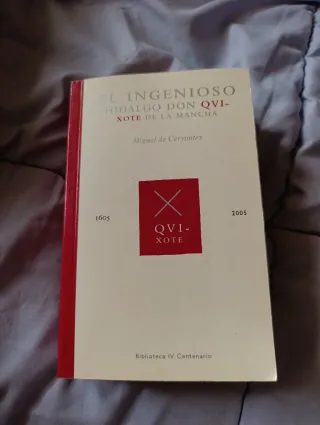 EL INGENIOSO
HIDALGO DON QVI-
XOTE DE LA MANCHA
Miguel de Cervantes
1605
2005
QVI-
XOTE
Biblioteca IV Centenario